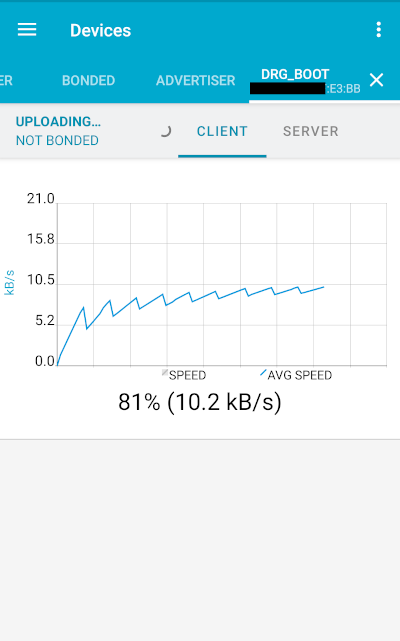 Devices
ER BONDED ADVERTISER DRG_BOOT
:E3:BB
UPLOADING...
NOT BONDED
CLIENT SERVER
21.0
15.8
10.5
5.2
0.0
kB/s
SPEED AVG SPEED
81% (10.2 kB/s)